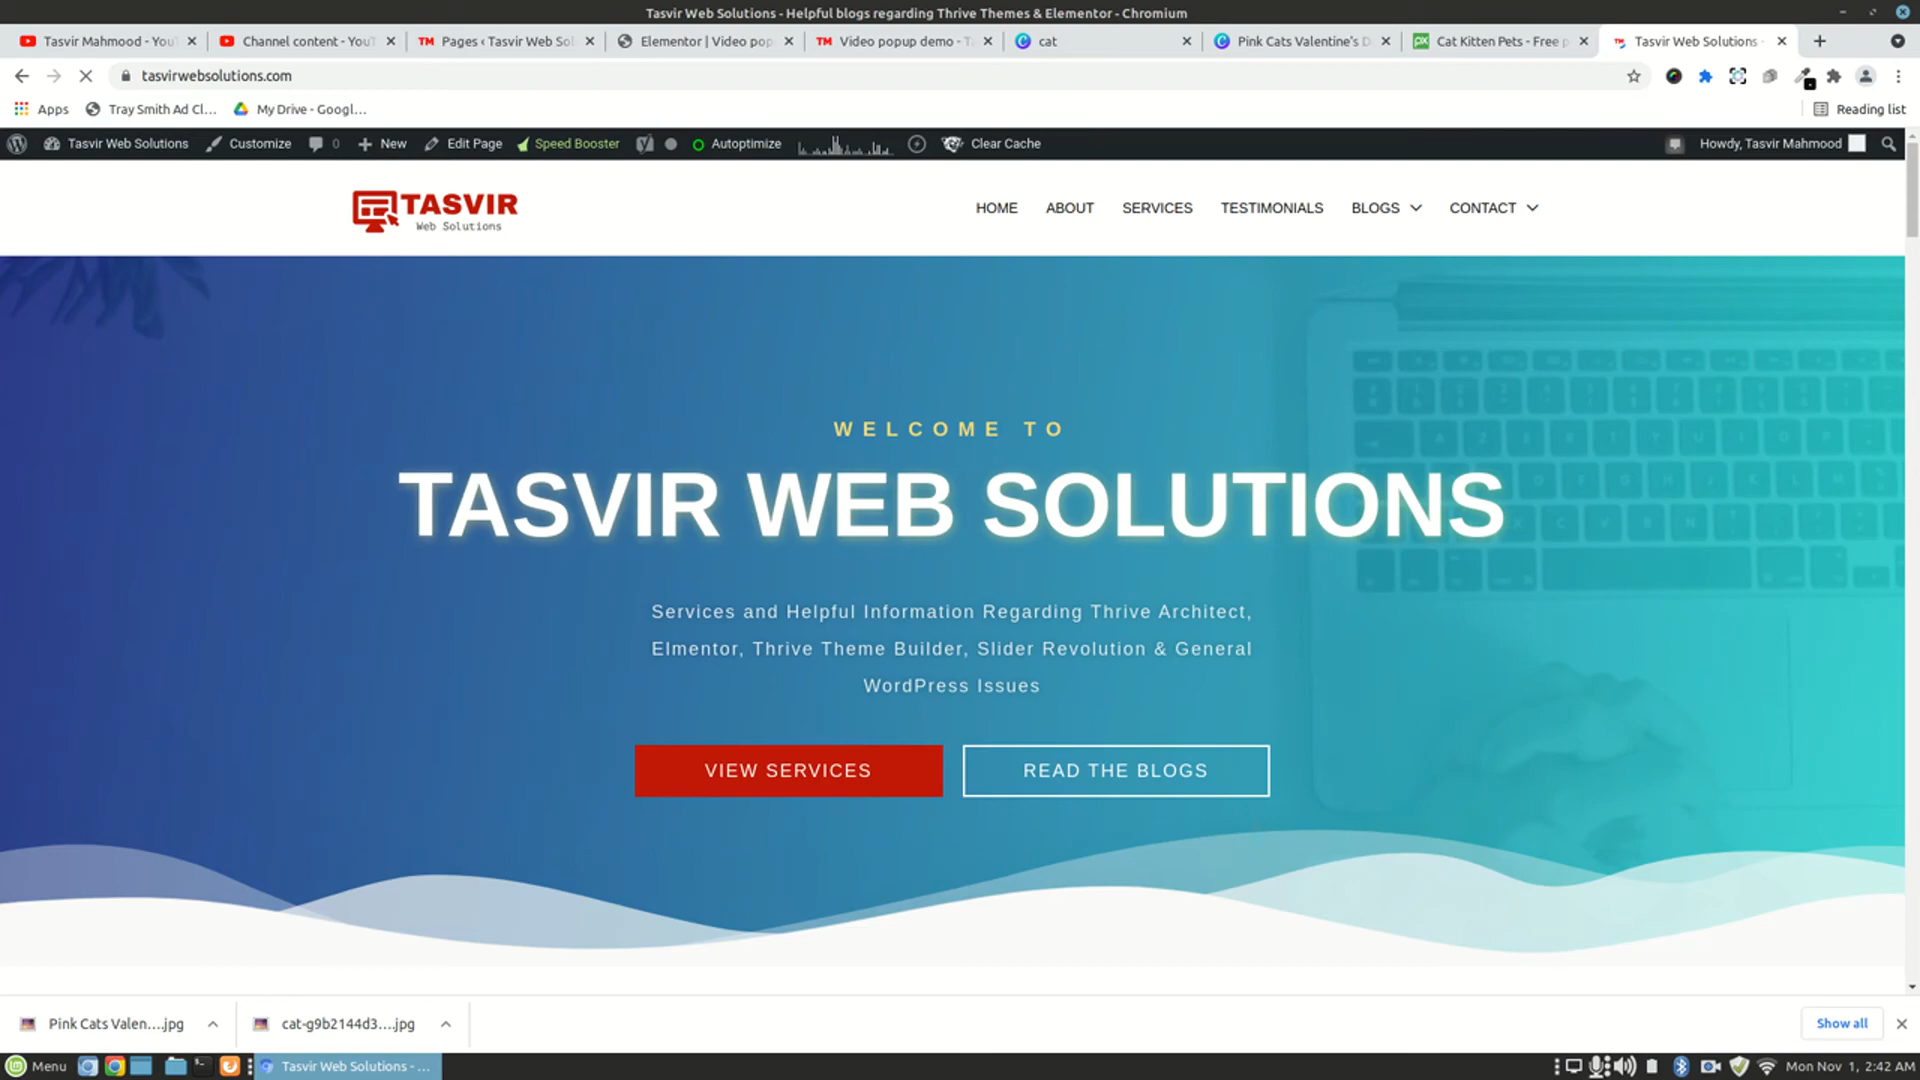 Tasvir Web Solutions - Helpful blogs regarding Thrive Themes & Elementor - Chromium
Tasvir Mahmood - YouT
Channel content - YouT
Pages ‹ Tasvir Web Sol
Elementor | Video pop
Video popup demo - T
cat
Pink Cats Valentine's D
Cat Kitten Pets - Free p
Tasvir Web Solutions -
tasvirwebsolutions.com
Apps
Tray Smith Ad Cl...
My Drive - Googl...
Reading list
Tasvir Web Solutions
Customize
0
New
Edit Page
Speed Booster
Autoptimize
Clear Cache
Howdy, Tasvir Mahmood
TASVIR
Web Solutions
HOME
ABOUT
SERVICES
TESTIMONIALS
BLOGS
CONTACT
WELCOME TO
TASVIR WEB SOLUTIONS
Services and Helpful Information Regarding Thrive Architect,
Elmentor, Thrive Theme Builder, Slider Revolution & General
WordPress Issues
VIEW SERVICES
READ THE BLOGS
Pink Cats Valen....jpg
cat-g9b2144d3....jpg
Show all
Menu
Tasvir Web Solutions - ...
Mon Nov 1, 2:42 AM